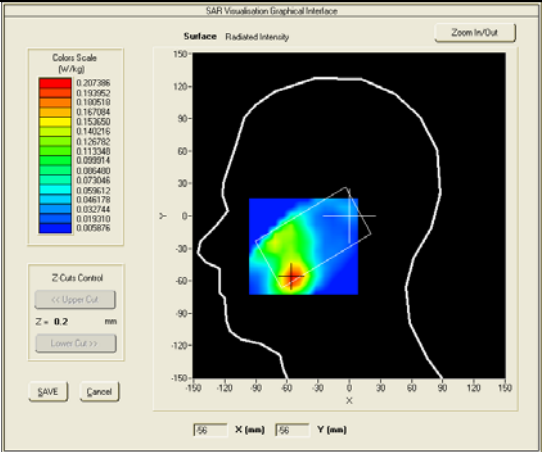 SAR Visualisation Graphical Interface
Surface Radiated Intensity
Zoom In/Out
Colors Scale
(W/kg)
0.207386
0.193952
0.180518
0.167084
0.153650
0.140216
0.126782
0.113348
0.099914
0.086480
0.073046
0.059612
0.046178
0.032744
0.019310
0.005876
150-
120-
90-
60-
30-
0-
-30-
-60-
-90-
-120-
-150-
Y
-150 -120 -90 -60 -30 0 30 60 90 120 150
X
Z-Cuts Control
<< Upper Cut
Z = 0.2 mm
Lower Cut >>
SAVE Cancel
-56 X (mm) -56 Y (mm)